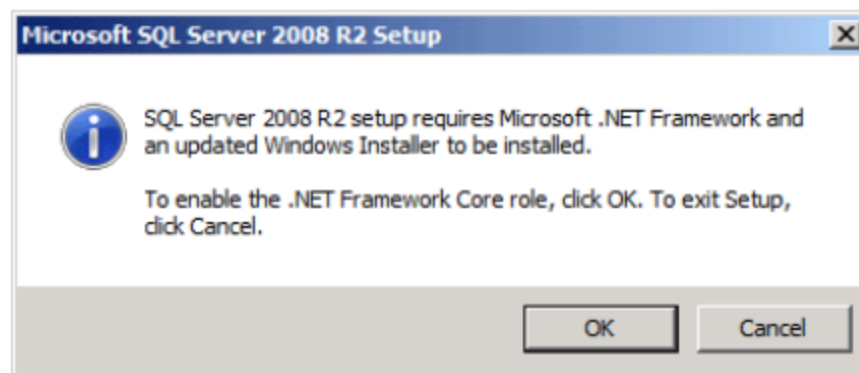 Microsoft SQL Server 2008 R2 Setup
SQL Server 2008 R2 setup requires Microsoft .NET Framework and
an updated Windows Installer to be installed.
To enable the .NET Framework Core role, click OK. To exit Setup,
click Cancel.
OK Cancel